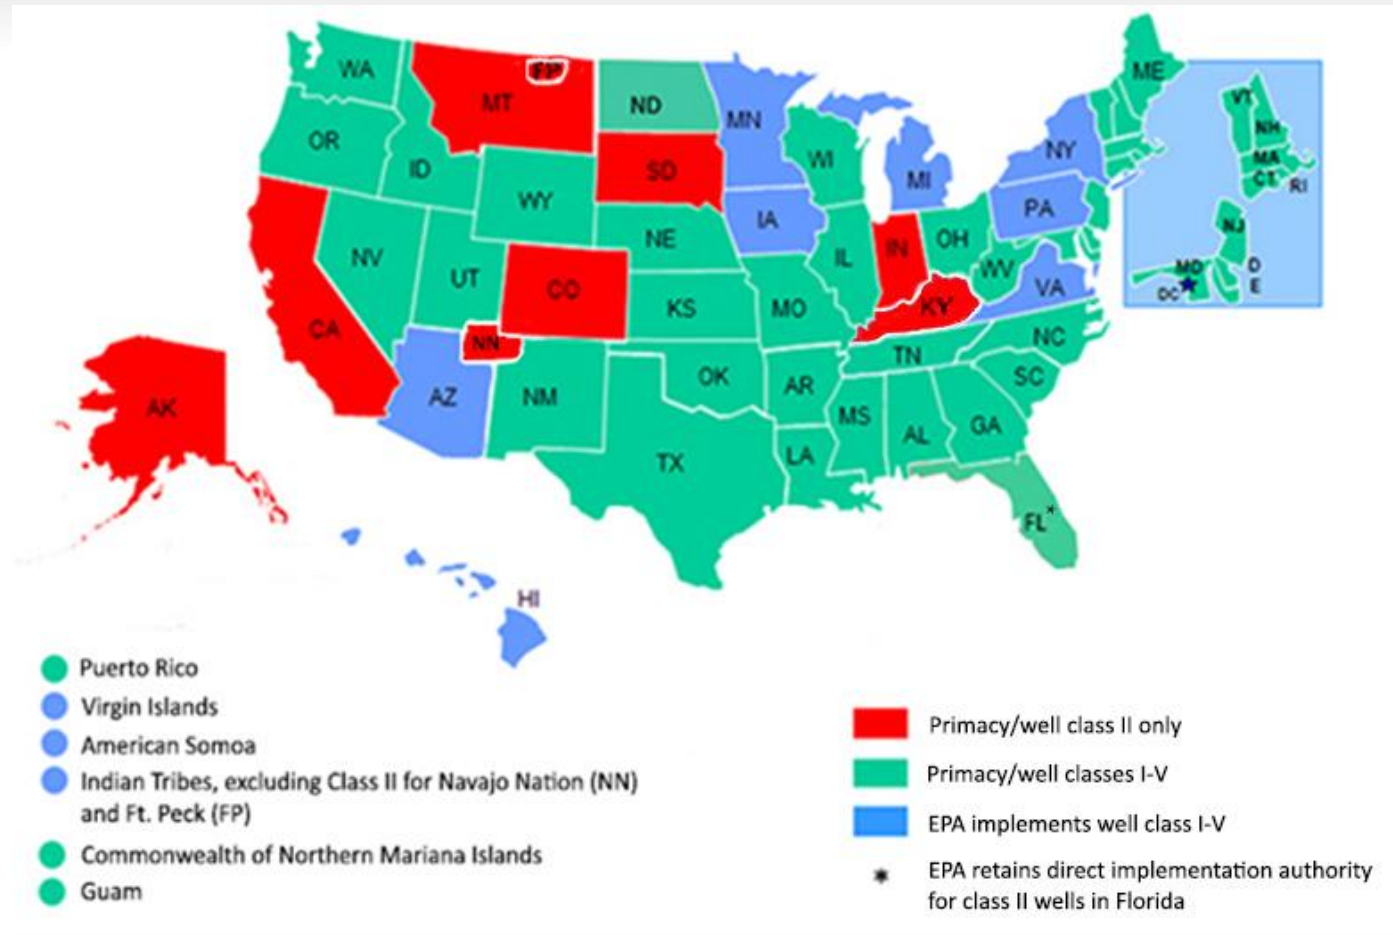 WA
MT
FP
ND
MN
ME
OR
ID
WY
SD
WI
MI
NY
VT
NH
MA
CT
RI
NV
UT
CO
NE
IA
IL
IN
OH
PA
WV
VA
NJ
MD
DC
D
E
CA
NN
KS
MO
KY
NC
TN
SC
AK
AZ
NM
OK
AR
MS
AL
GA
TX
LA
FL*
HI
Puerto Rico
Virgin Islands
American Somoa
Indian Tribes, excluding Class II for Navajo Nation (NN)
and Ft. Peck (FP)
Commonwealth of Northern Mariana Islands
Guam
Primacy/well class II only
Primacy/well classes I-V
EPA implements well class I-V
* EPA retains direct implementation authority
for class II wells in Florida